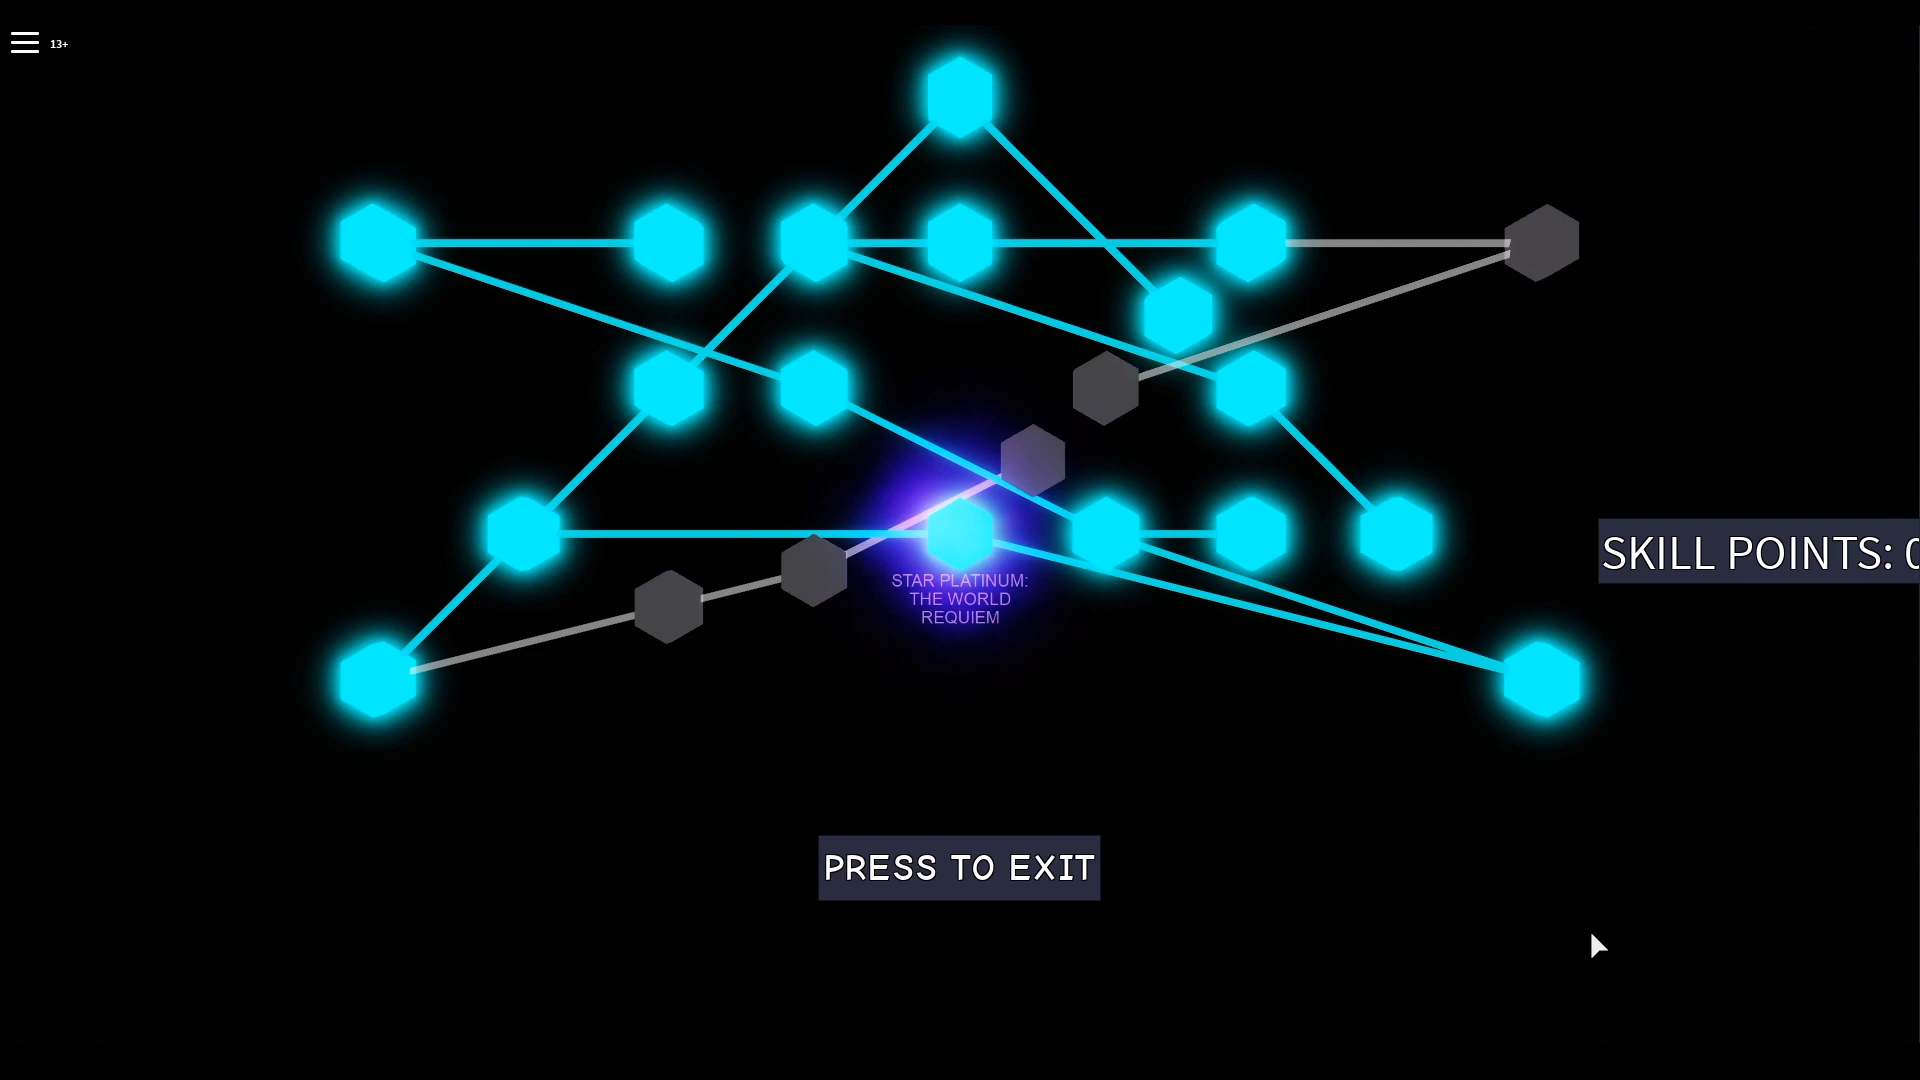 13+
SKILL POINTS: 0
STAR PLATINUM:
THE WORLD
REQUIEM
PRESS TO EXIT